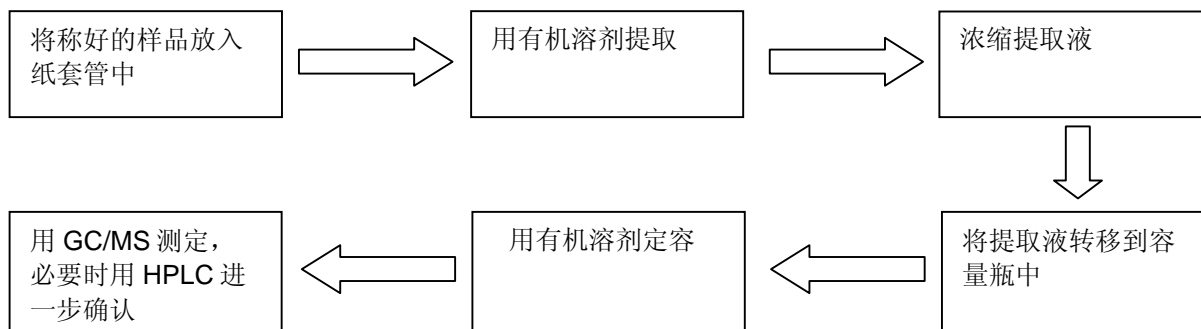 将称好的样品放入
纸套管中
用有机溶剂提取
浓缩提取液
将提取液转移到容
量瓶中
用有机溶剂定容
用 GC/MS 测定，
必要时用 HPLC 进
一步确认